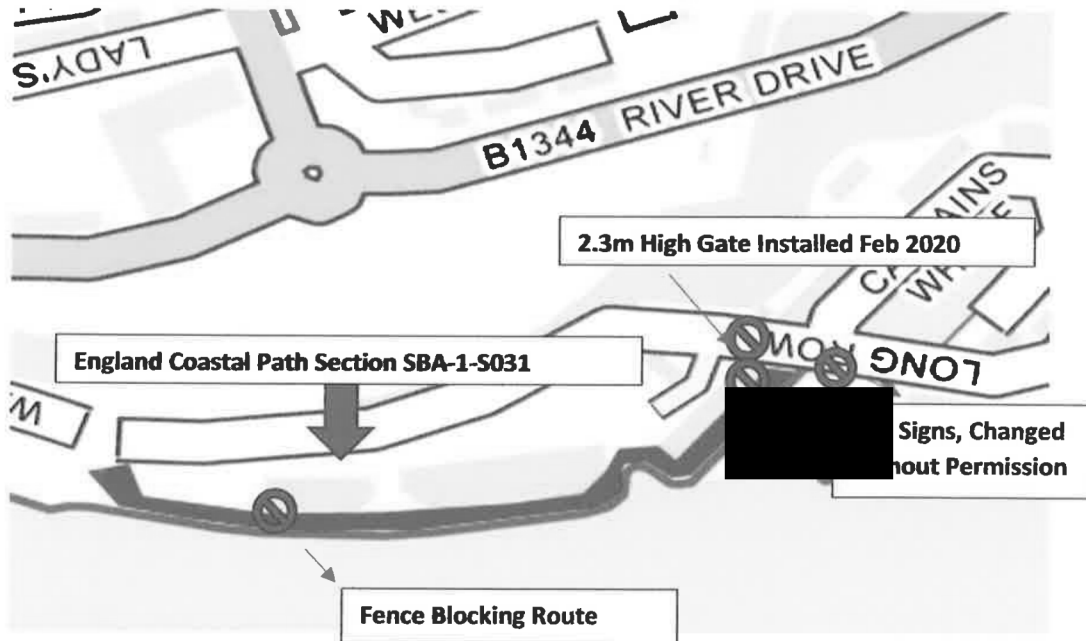 LADY'S
B1344 RIVER DRIVE
2.3m High Gate Installed Feb 2020
England Coastal Path Section SBA-1-S031
LONG ROW
Signs, Changed
Permission
Fence Blocking Route